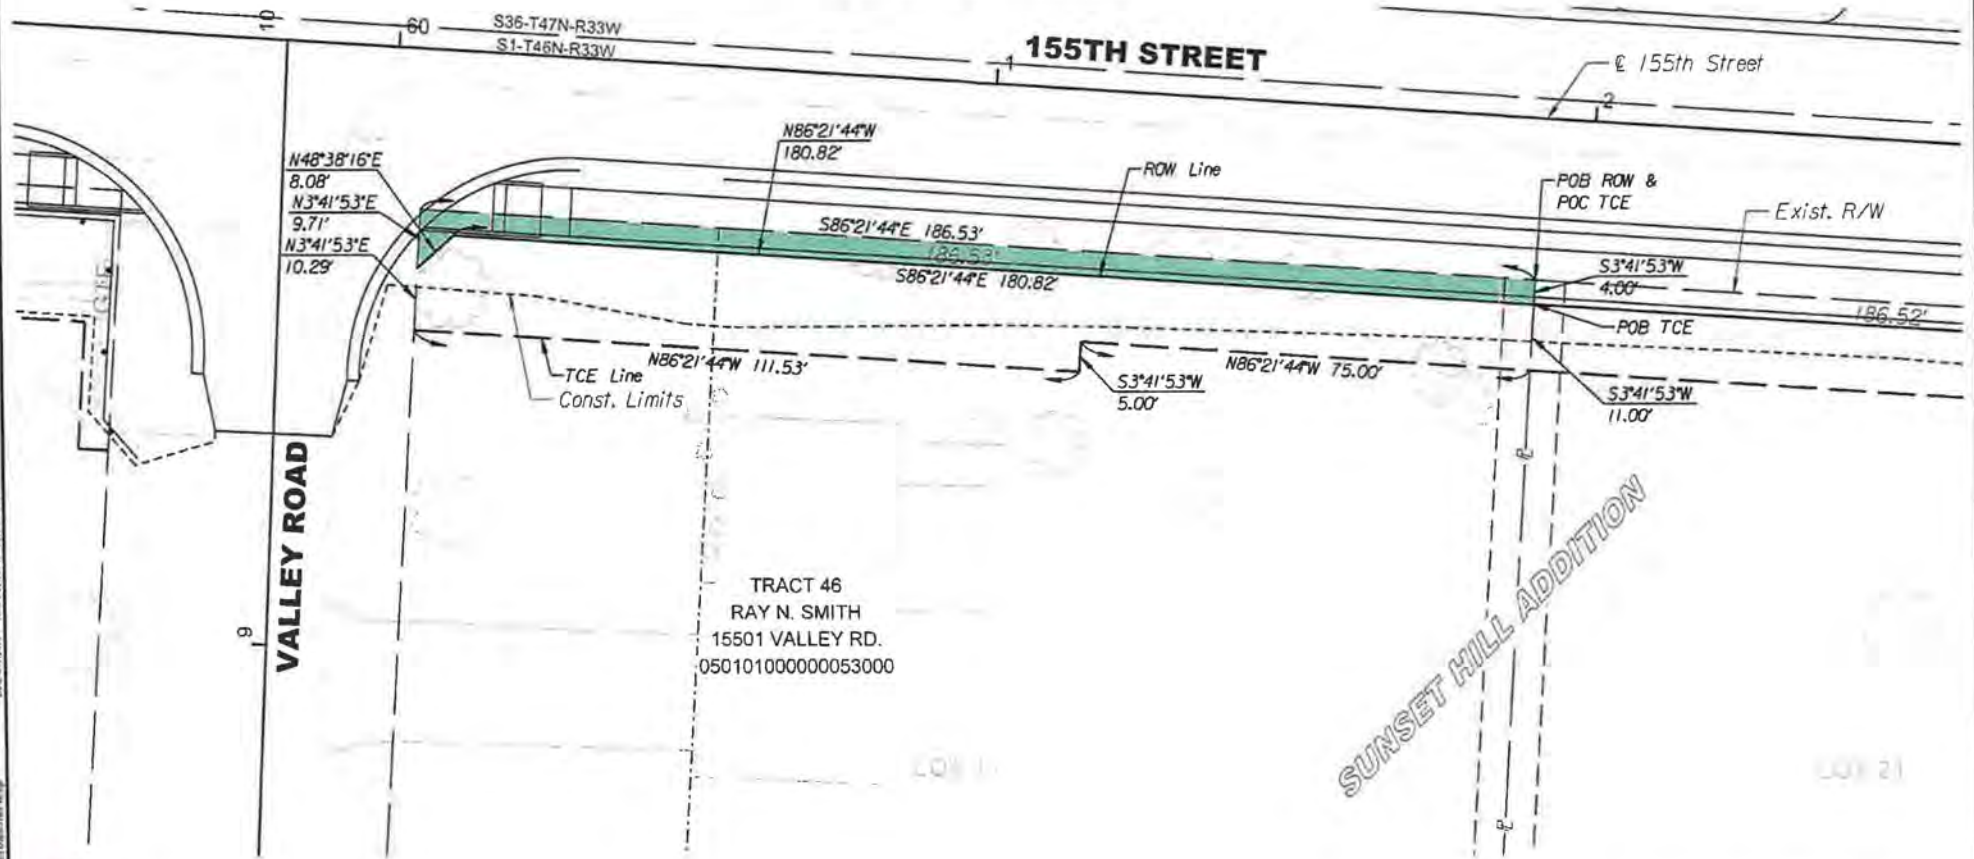 10
60
S36-T47N-R33W
S1-T46N-R33W
155TH STREET
1
2
℄ 155th Street
N86°21'44"W
180.82'
ROW Line
POB ROW &
POC TCE
Exist. R/W
N48°38'16"E
8.08'
N3°41'53"E
9.71'
N3°41'53"E
10.29'
S86°21'44"E 186.53'
186.53'
S86°21'44"E 180.82'
S3°41'53"W
4.00'
186.52'
POB TCE
N86°21'44"W 111.53'
TCE Line
Const. Limits
S3°41'53"W
5.00'
N86°21'44"W 75.00'
S3°41'53"W
11.00'
VALLEY ROAD
9
TRACT 46
RAY N. SMITH
15501 VALLEY RD.
050101000000053000
SUNSET HILL ADDITION
LOT 21